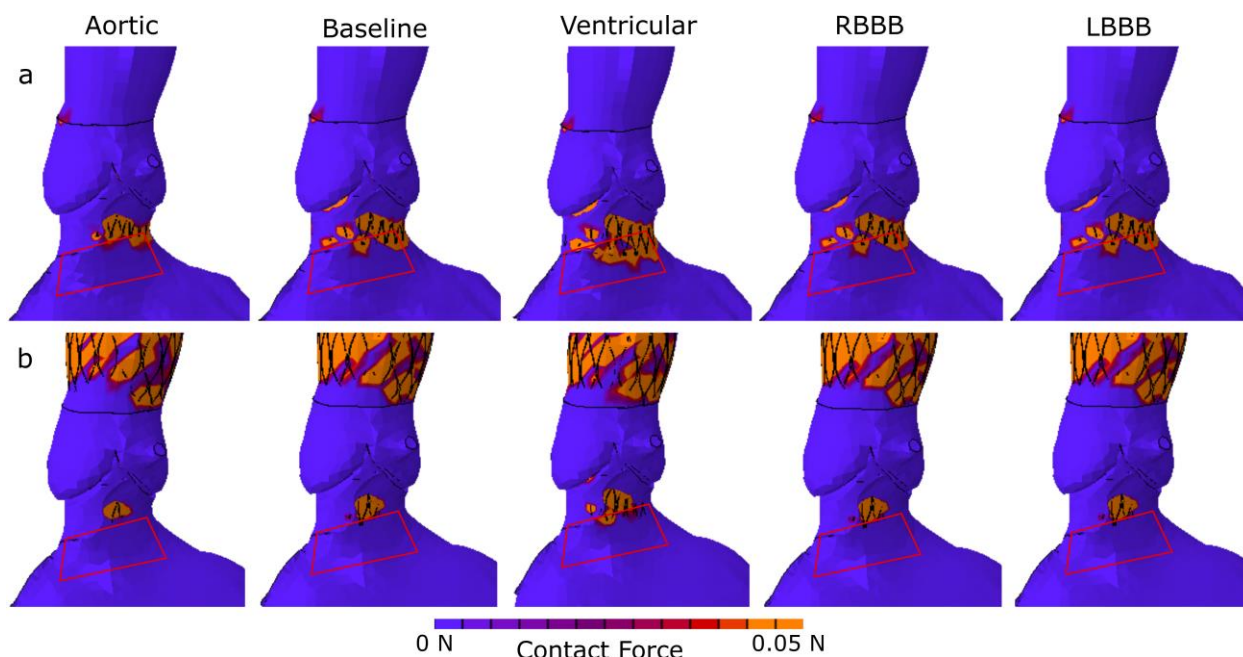 Aortic Baseline Ventricular RBBB LBBB
a
b
0 N 0.05 N
Contact Force